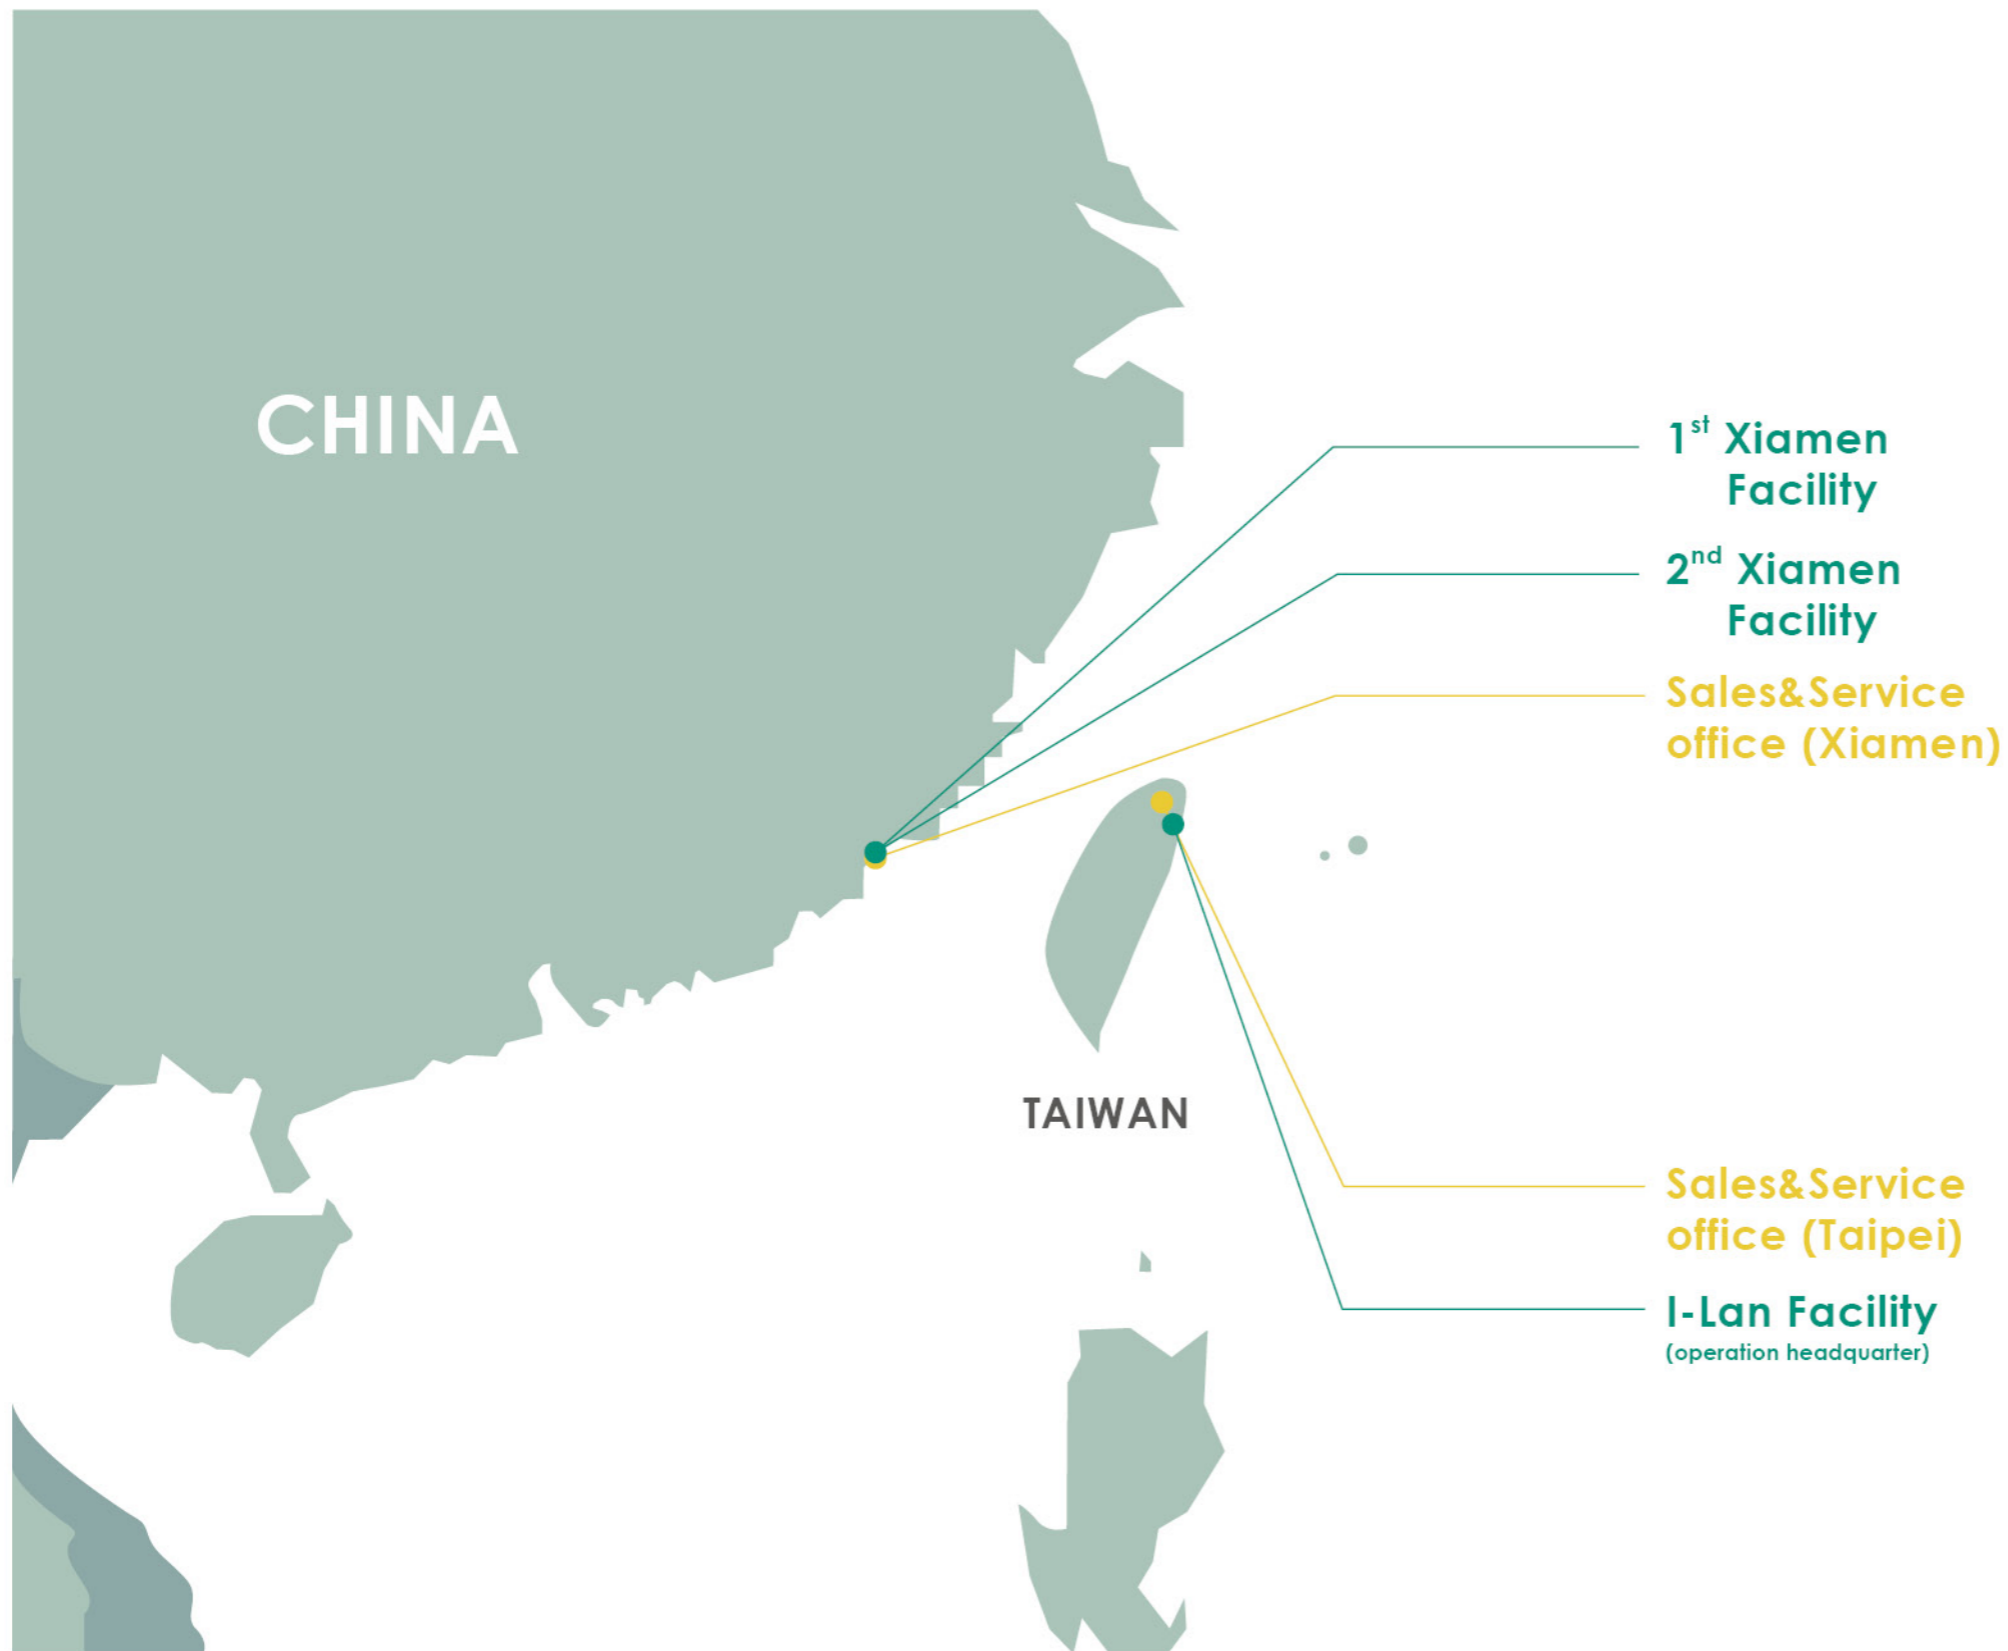 CHINA
1st Xiamen
Facility
2nd Xiamen
Facility
Sales&Service
office (Xiamen)
TAIWAN
Sales&Service
office (Taipei)
I-Lan Facility
(operation headquarter)